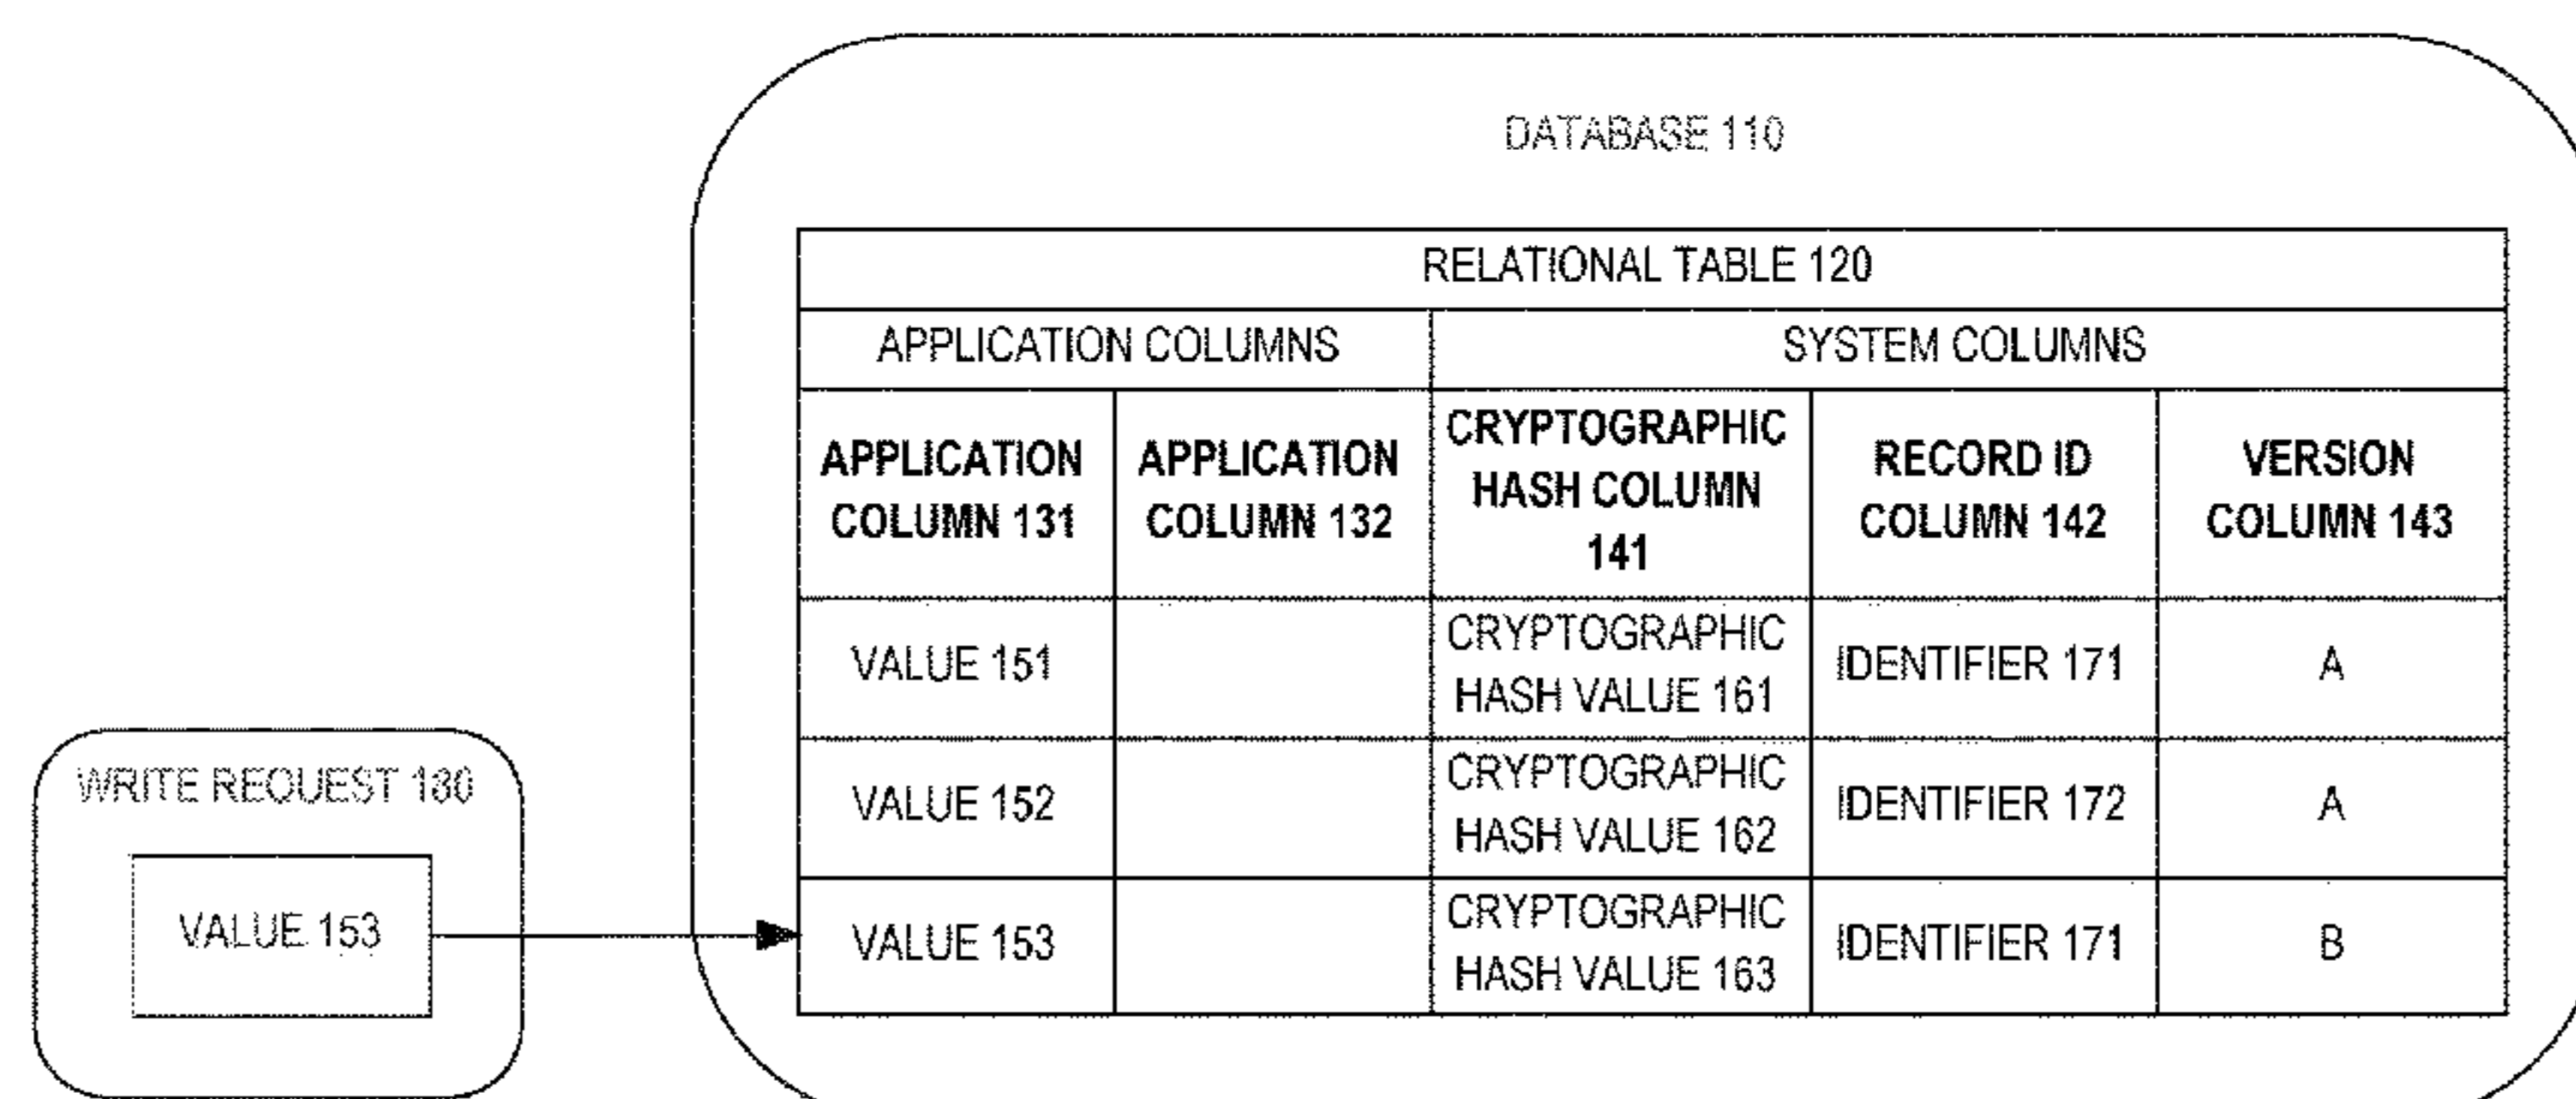 DATABASE 110
RELATIONAL TABLE 120
APPLICATION COLUMNS
SYSTEM COLUMNS
APPLICATION
COLUMN 131
APPLICATION
COLUMN 132
CRYPTOGRAPHIC
HASH COLUMN
141
RECORD ID
COLUMN 142
VERSION
COLUMN 143
VALUE 151
CRYPTOGRAPHIC
HASH VALUE 161
IDENTIFIER 171
A
VALUE 152
CRYPTOGRAPHIC
HASH VALUE 162
IDENTIFIER 172
A
VALUE 153
CRYPTOGRAPHIC
HASH VALUE 163
IDENTIFIER 171
B
WRITE REQUEST 180
VALUE 153